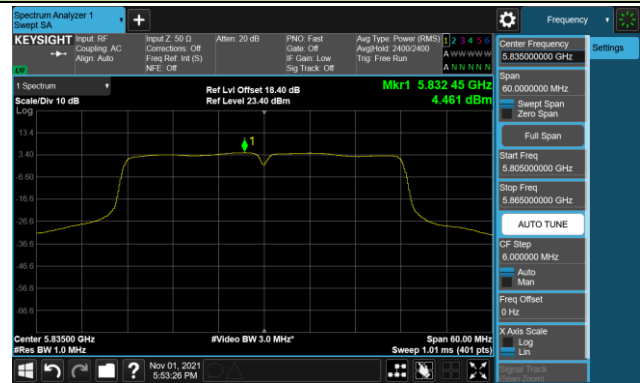 Spectrum Analyzer 1
Swept SA
Frequency
KEYSIGHT
Input: RF
Coupling: AC
Align: Auto
Input Z: 50 Ω
Corrections: Off
Freq Ref: Int (S)
NFE: Off
Atten: 20 dB
PNO: Fast
Gate: Off
IF Gain: Low
Sig Track: Off
Avg Type: Power (RMS)
Avg|Hold: 2400/2400
Trig: Free Run
1 2 3 4 5 6
A W W W W W
A N N N N N
LW
1 Spectrum
Scale/Div 10 dB
Log
Ref Lvl Offset 18.40 dB
Ref Level 23.40 dBm
Mkr1 5.832 45 GHz
4.461 dBm
1
13.4
3.40
-6.60
-16.6
-26.6
-36.6
-46.6
-56.6
-66.6
Center 5.83500 GHz
#Res BW 1.0 MHz
#Video BW 3.0 MHz*
Span 60.00 MHz
Sweep 1.01 ms (401 pts)
Center Frequency
5.835000000 GHz
Settings
Span
60.0000000 MHz
Swept Span
Zero Span
Full Span
Start Freq
5.805000000 GHz
Stop Freq
5.865000000 GHz
AUTO TUNE
CF Step
6.000000 MHz
Auto
Man
Freq Offset
0 Hz
X Axis Scale
Log
Lin
Signal Track
(Span Zoom)
?
Nov 01, 2021
5:53:26 PM